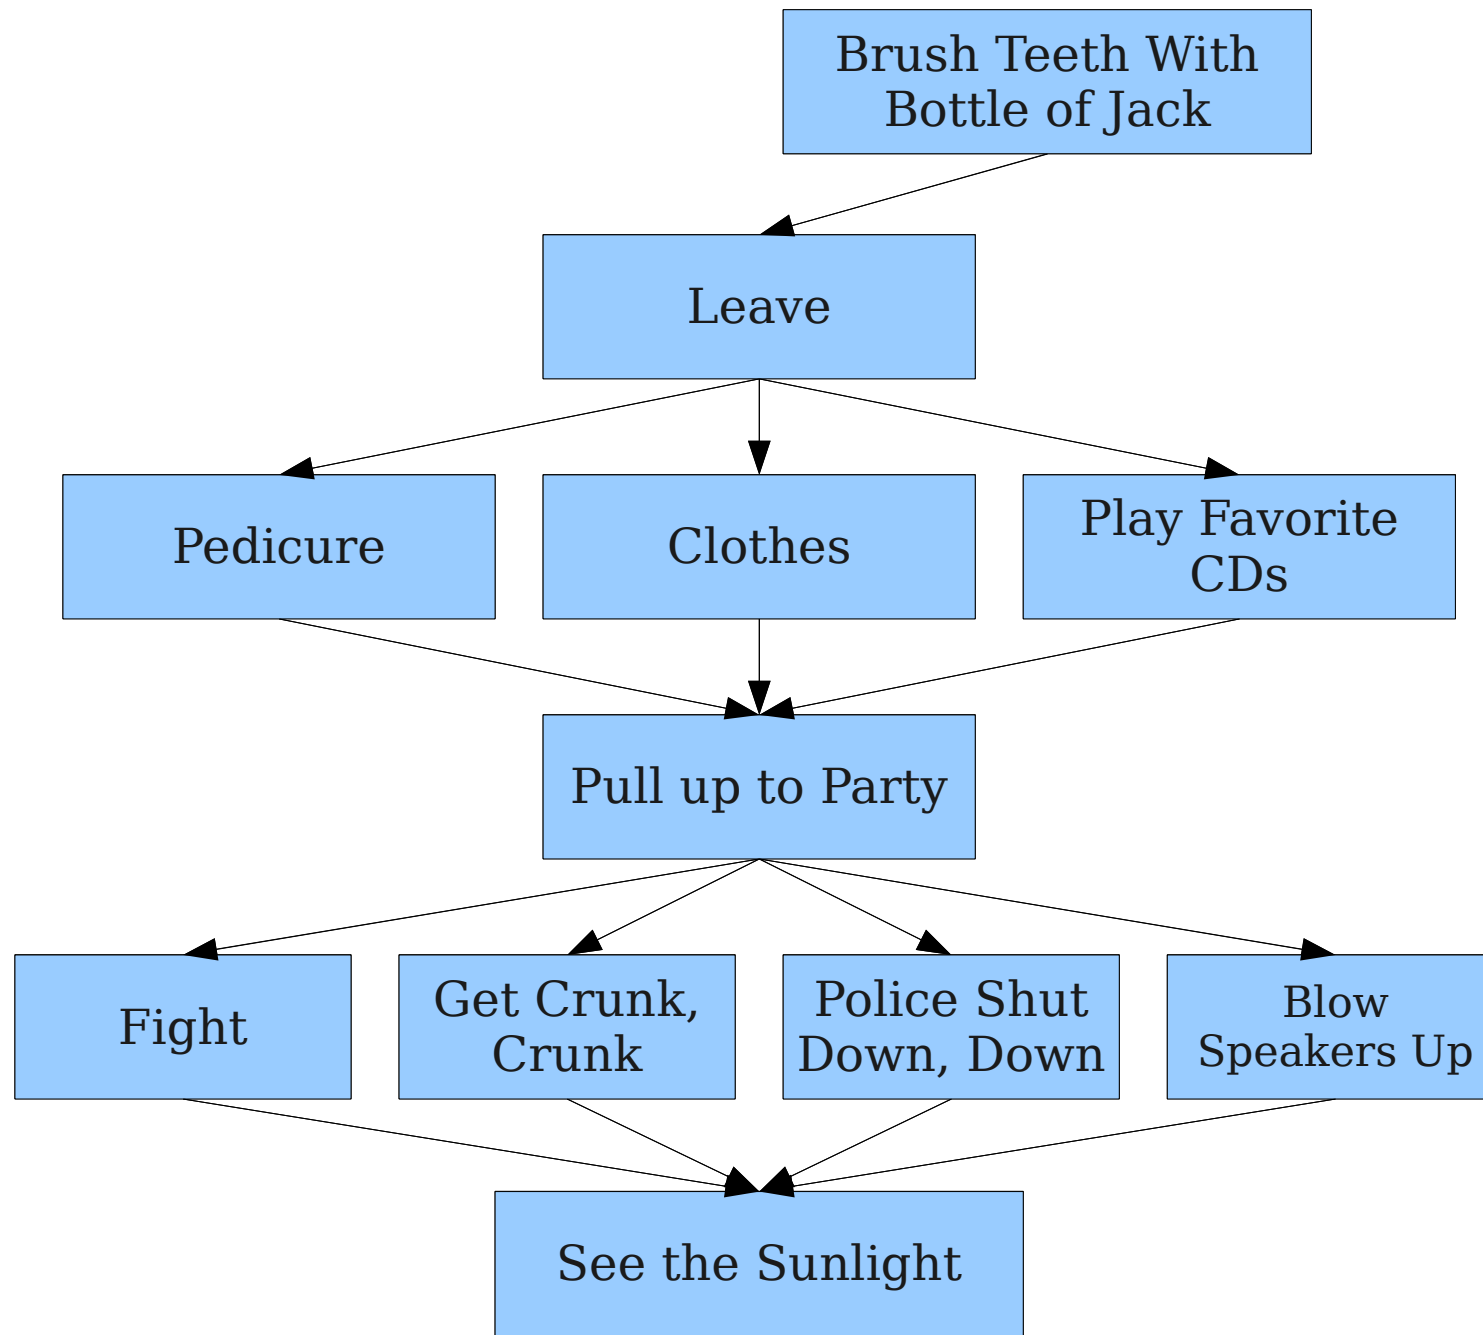 Brush Teeth With
Bottle of Jack
Leave
Pedicure
Clothes
Play Favorite
CDs
Pull up to Party
Fight
Get Crunk,
Crunk
Police Shut
Down, Down
Blow
Speakers Up
See the Sunlight